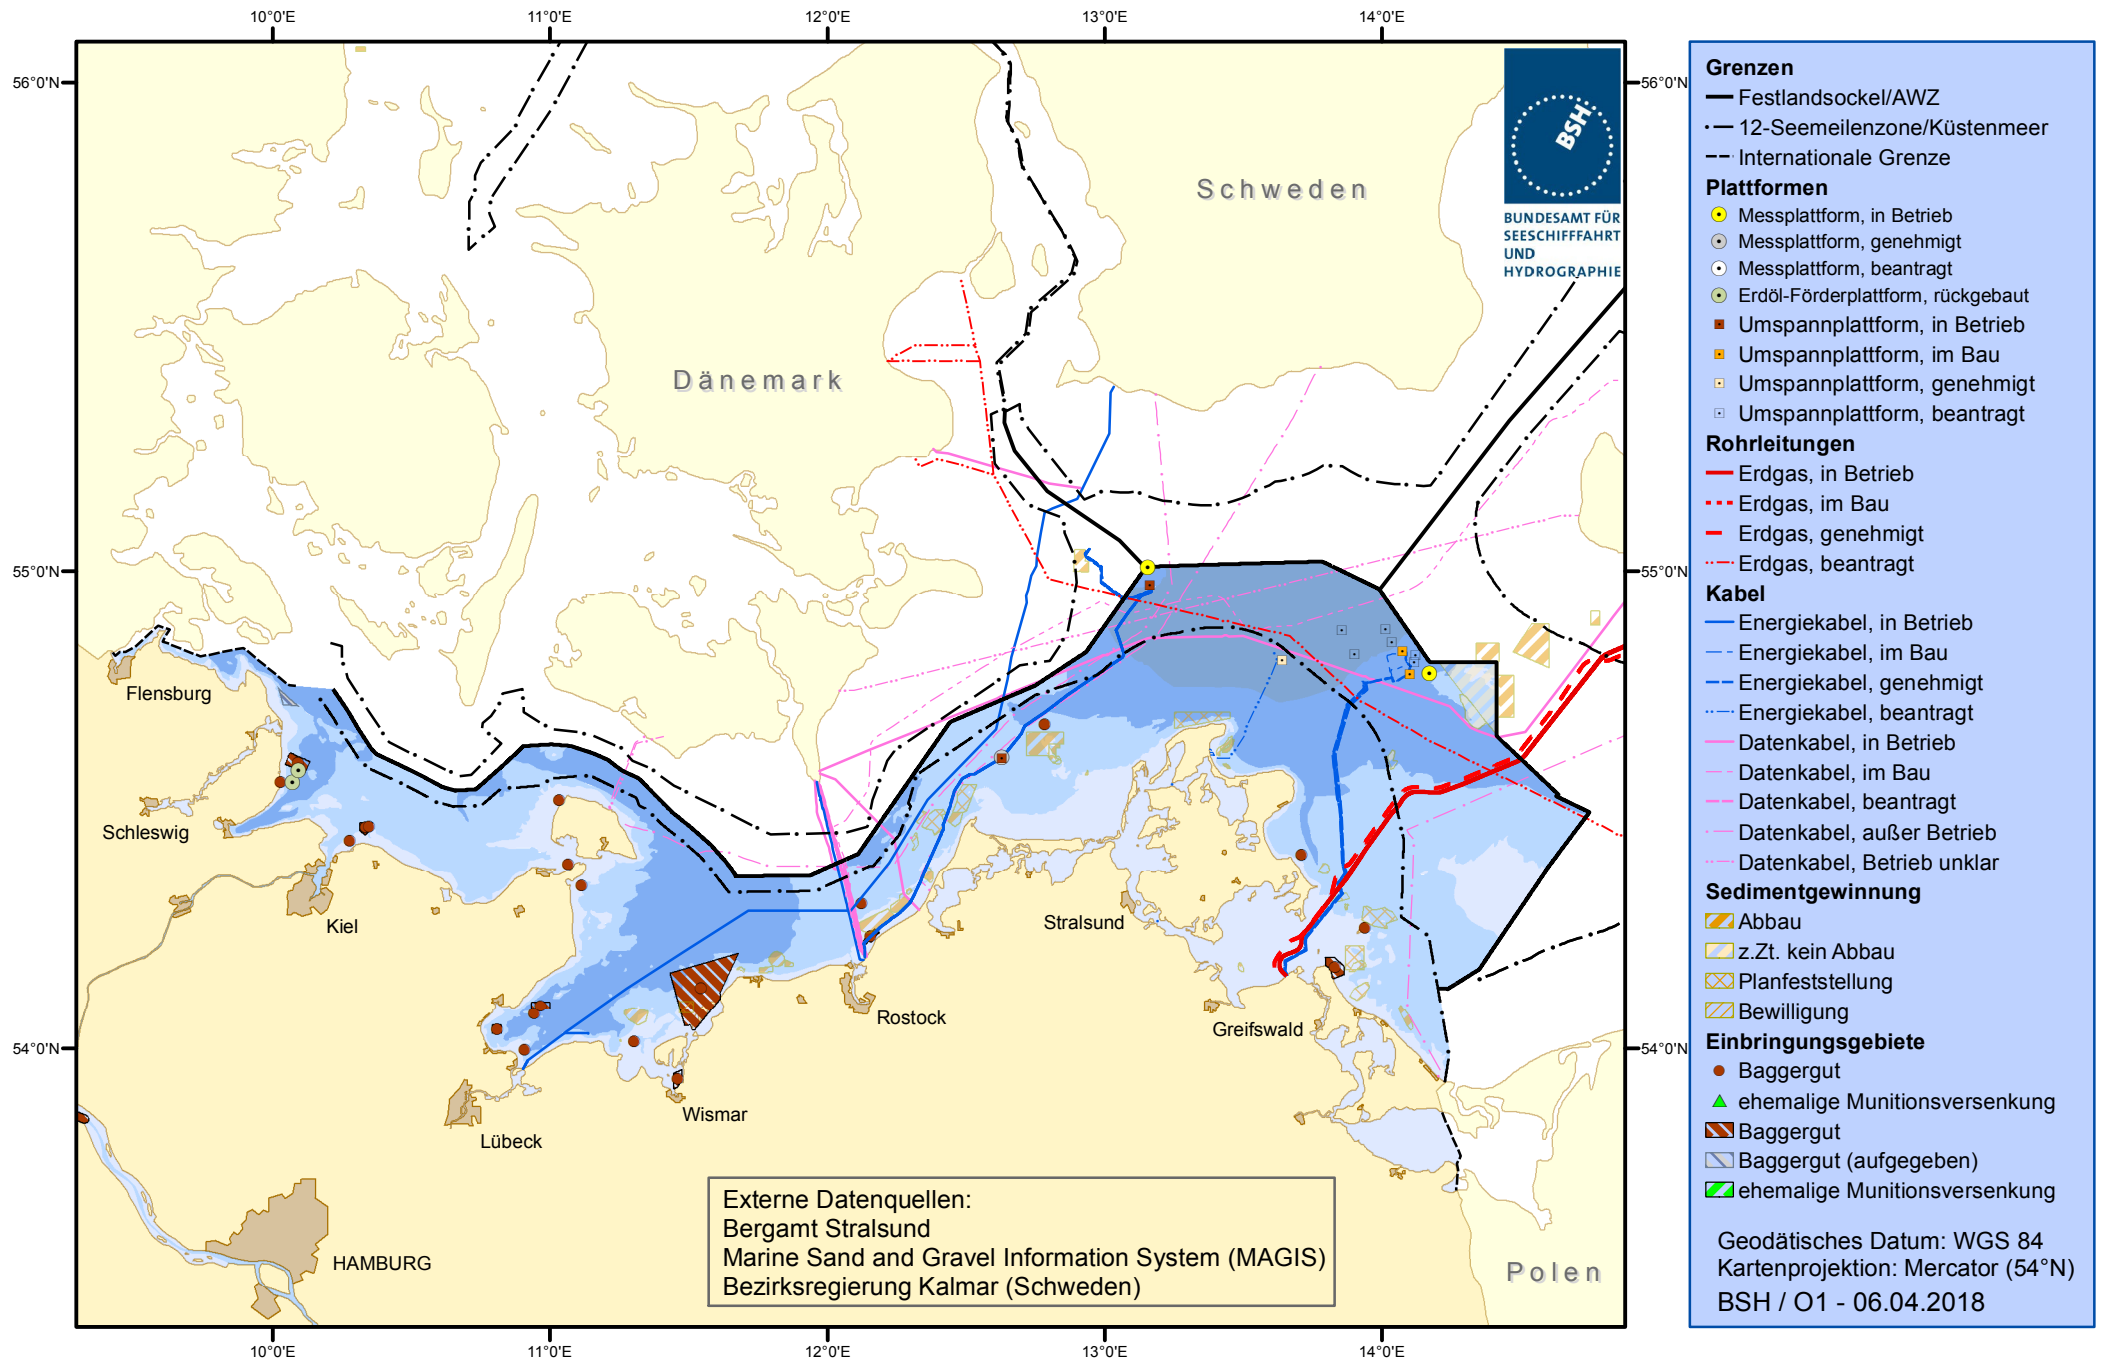 10°0'E
11°0'E
12°0'E
13°0'E
14°0'E
56°0'N
56°0'N
55°0'N
55°0'N
54°0'N
54°0'N
BSH
BUNDESAMT FÜR
SEESCHIFFFAHRT
UND
HYDROGRAPHIE
Schweden
Dänemark
Flensburg
Schleswig
Kiel
Stralsund
Rostock
Greifswald
Wismar
Lübeck
HAMBURG
Polen
Externe Datenquellen:
Bergamt Stralsund
Marine Sand and Gravel Information System (MAGIS)
Bezirksregierung Kalmar (Schweden)
10°0'E
11°0'E
12°0'E
13°0'E
14°0'E
Grenzen
Festlandsockel/AWZ
12-Seemeilenzone/Küstenmeer
Internationale Grenze
Plattformen
Messplattform, in Betrieb
Messplattform, genehmigt
Messplattform, beantragt
Erdöl-Förderplattform, rückgebaut
Umspannplattform, in Betrieb
Umspannplattform, im Bau
Umspannplattform, genehmigt
Umspannplattform, beantragt
Rohrleitungen
Erdgas, in Betrieb
Erdgas, im Bau
Erdgas, genehmigt
Erdgas, beantragt
Kabel
Energiekabel, in Betrieb
Energiekabel, im Bau
Energiekabel, genehmigt
Energiekabel, beantragt
Datenkabel, in Betrieb
Datenkabel, im Bau
Datenkabel, beantragt
Datenkabel, außer Betrieb
Datenkabel, Betrieb unklar
Sedimentgewinnung
Abbau
z.Zt. kein Abbau
Planfeststellung
Bewilligung
Einbringungsgebiete
Baggergut
ehemalige Munitionsversenkung
Baggergut
Baggergut (aufgegeben)
ehemalige Munitionsversenkung
Geodätisches Datum: WGS 84
Kartenprojektion: Mercator (54°N)
BSH / O1 - 06.04.2018